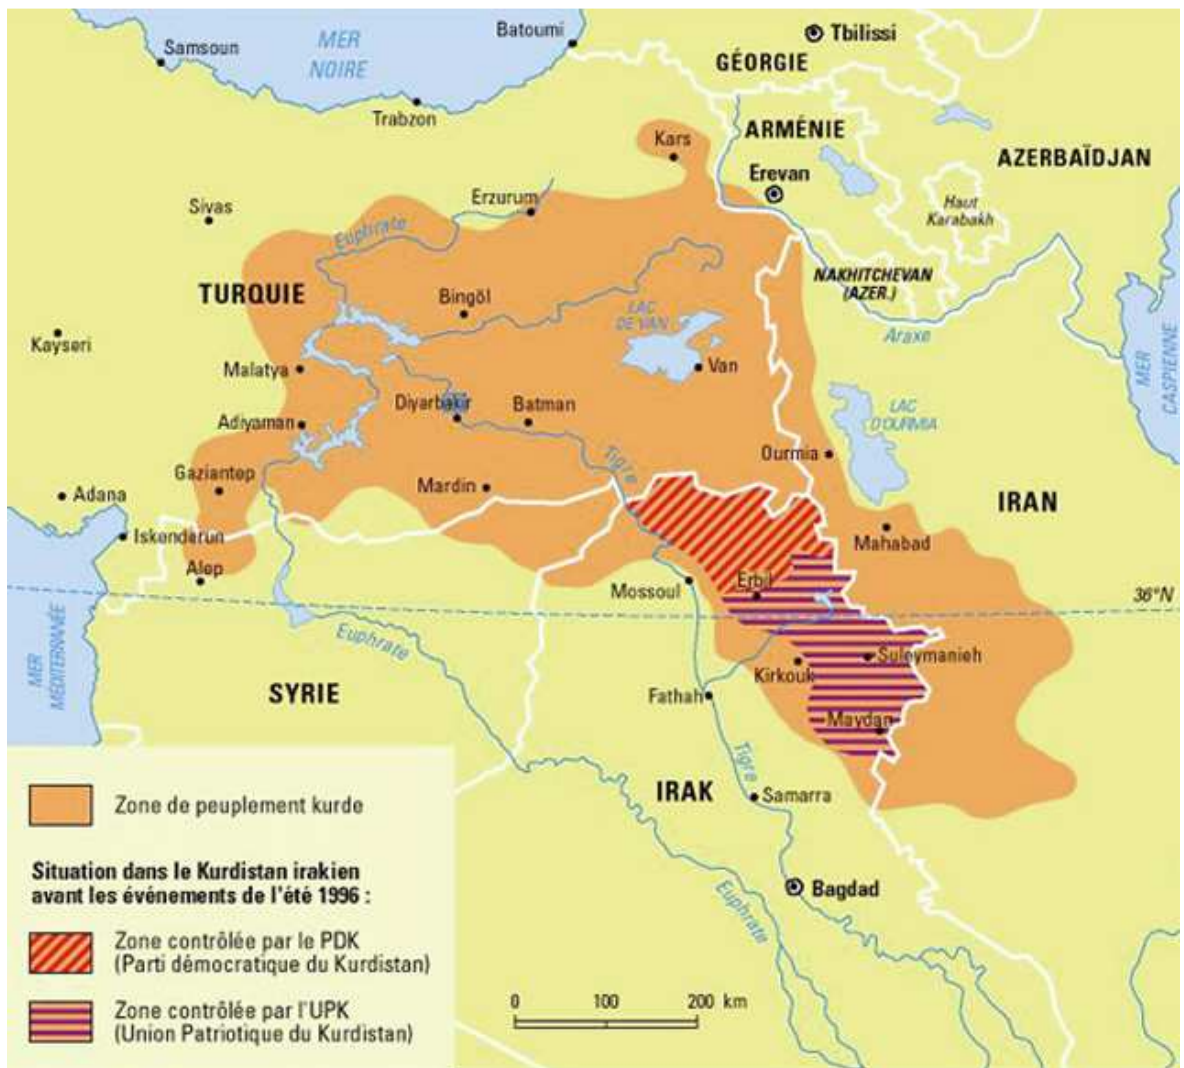 MER
NOIRE
Samsoun
Batoumi
Tbilissi
GÉORGIE
Trabzon
Kars
ARMÉNIE
AZERBAÏDJAN
Erevan
Sivas
Erzurum
Haut
Karabakh
Euphrate
TURQUIE
Bingöl
NAKHITCHEVAN
(AZER.)
LAC
DE VAN
Araxe
Kayseri
Malatya
Van
MER
CASPIENNE
Diyarbakir
Batman
LAC
D'OURMIA
Adiyaman
Ourmia
Gaziantep
Tigre
Mardin
Adana
IRAN
Iskenderun
Mahabad
Alep
Mossoul
Erbil
36°N
MER
MÉDITERRANÉE
Euphrate
Suleymanieh
Kirkouk
SYRIE
Fathah
Maydan
Tigre
IRAK
Samarra
Bagdad
Euphrate
Zone de peuplement kurde
Situation dans le Kurdistan irakien
avant les événements de l'été 1996 :
Zone contrôlée par le PDK
(Parti démocratique du Kurdistan)
Zone contrôlée par l'UPK
(Union Patriotique du Kurdistan)
0 100 200 km